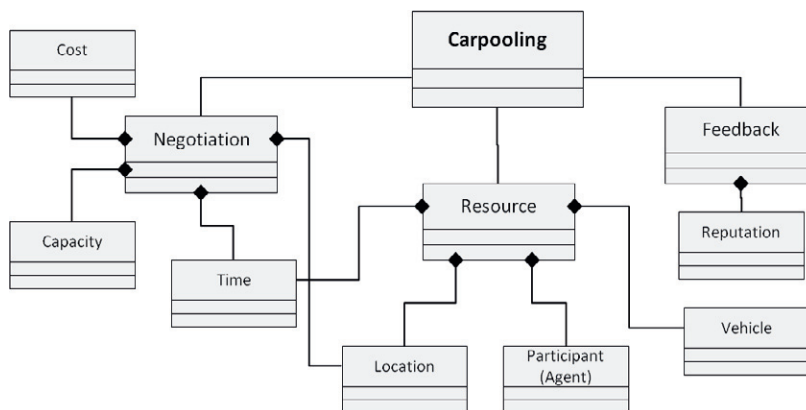 Carpooling
Cost
Negotiation
Feedback
Capacity
Time
Resource
Reputation
Location
Participant
(Agent)
Vehicle